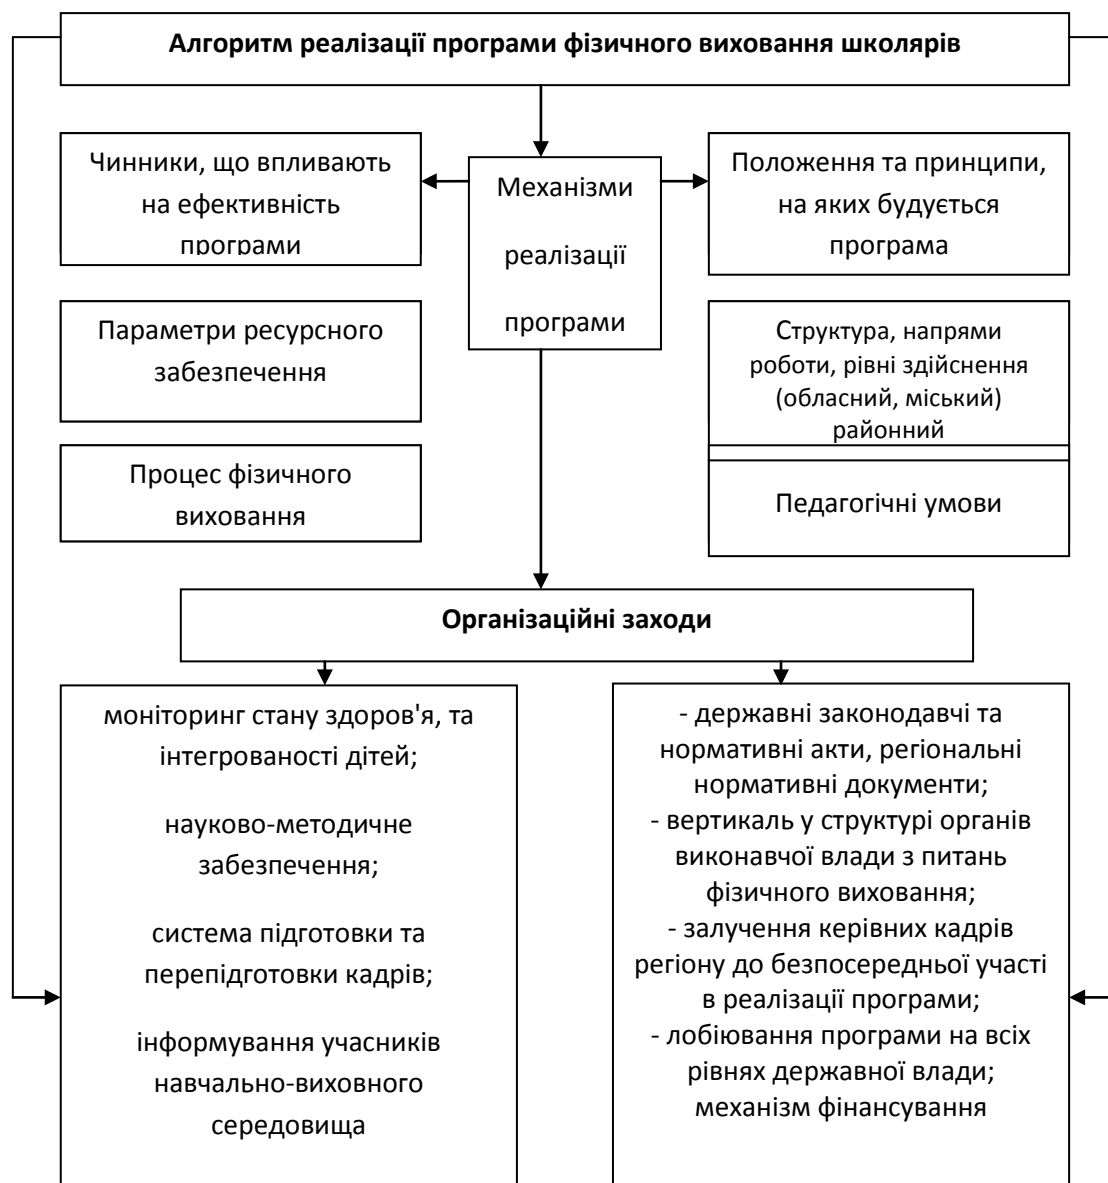 Алгоритм реалізації програми фізичного виховання школярів
Чинники, що впливають
на ефективність
програми
Механізми
реалізації
програми
Положення та принципи,
на яких будується
програма
Параметри ресурсного
забезпечення
Структура, напрями
роботи, рівні здійснення
(обласний, міський)
районний
Процес фізичного
виховання
Педагогічні умови
Організаційні заходи
моніторинг стану здоров'я, та
інтегрованості дітей;
науково-методичне
забезпечення;
система підготовки та
перепідготовки кадрів;
інформування учасників
навчально-виховного
середовища
- державні законодавчі та
нормативні акти, регіональні
нормативні документи;
- вертикаль у структурі органів
виконавчої влади з питань
фізичного виховання;
- залучення керівних кадрів
регіону до безпосередньої участі
в реалізації програми;
- лобіювання програми на всіх
рівнях державної влади;
механізм фінансування